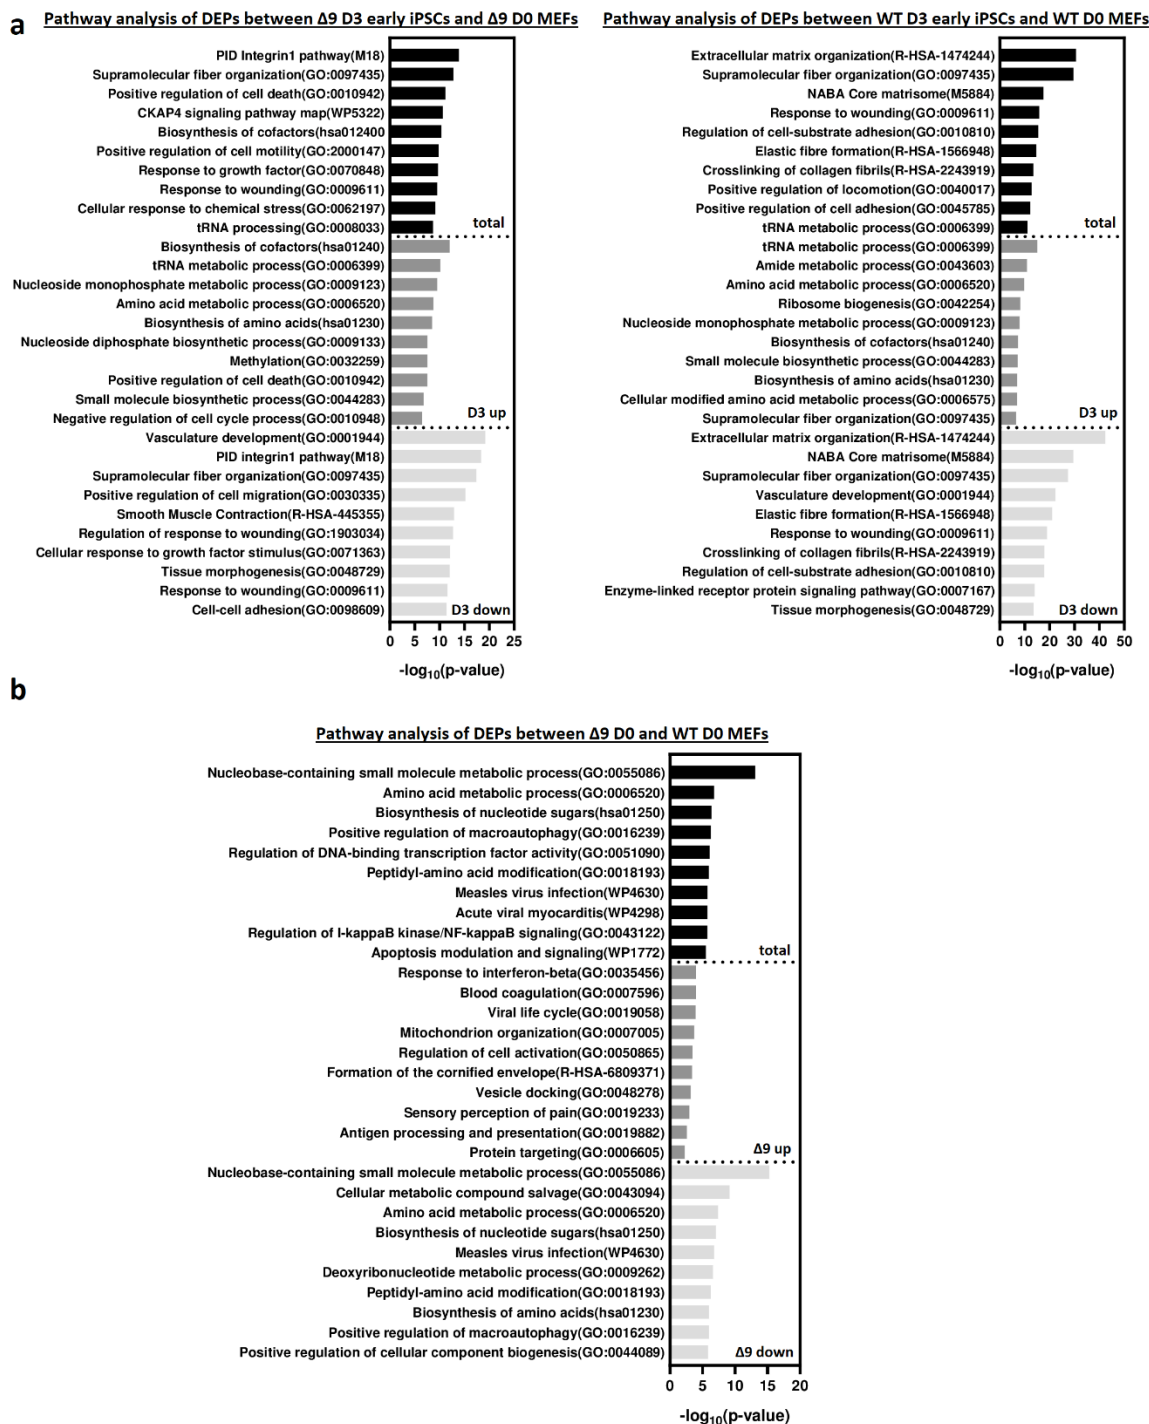 a
Pathway analysis of DEPs between Δ9 D3 early iPSCs and Δ9 D0 MEFs
PID Integrin1 pathway(M18)
Supramolecular fiber organization(GO:0097435)
Positive regulation of cell death(GO:0010942)
CKAP4 signaling pathway map(WP5322)
Biosynthesis of cofactors(hsa012400
Positive regulation of cell motility(GO:2000147)
Response to growth factor(GO:0070848)
Response to wounding(GO:0009611)
Cellular response to chemical stress(GO:0062197)
tRNA processing(GO:0008033)
total
Biosynthesis of cofactors(hsa01240)
tRNA metabolic process(GO:0006399)
Nucleoside monophosphate metabolic process(GO:0009123)
Amino acid metabolic process(GO:0006520)
Biosynthesis of amino acids(hsa01230)
Nucleoside diphosphate biosynthetic process(GO:0009133)
Methylation(GO:0032259)
Positive regulation of cell death(GO:0010942)
Small molecule biosynthetic process(GO:0044283)
Negative regulation of cell cycle process(GO:0010948)
D3 up
Vasculature development(GO:0001944)
PID integrin1 pathway(M18)
Supramolecular fiber organization(GO:0097435)
Positive regulation of cell migration(GO:0030335)
Smooth Muscle Contraction(R-HSA-445355)
Regulation of response to wounding(GO:1903034)
Cellular response to growth factor stimulus(GO:0071363)
Tissue morphogenesis(GO:0048729)
Response to wounding(GO:0009611)
Cell-cell adhesion(GO:0098609)
D3 down
0 5 10 15 20 25
-log10(p-value)
Pathway analysis of DEPs between WT D3 early iPSCs and WT D0 MEFs
Extracellular matrix organization(R-HSA-1474244)
Supramolecular fiber organization(GO:0097435)
NABA Core matrisome(M5884)
Response to wounding(GO:0009611)
Regulation of cell-substrate adhesion(GO:0010810)
Elastic fibre formation(R-HSA-1566948)
Crosslinking of collagen fibrils(R-HSA-2243919)
Positive regulation of locomotion(GO:0040017)
Positive regulation of cell adhesion(GO:0045785)
tRNA metabolic process(GO:0006399)
total
tRNA metabolic process(GO:0006399)
Amide metabolic process(GO:0043603)
Amino acid metabolic process(GO:0006520)
Ribosome biogenesis(GO:0042254)
Nucleoside monophosphate metabolic process(GO:0009123)
Biosynthesis of cofactors(hsa01240)
Small molecule biosynthetic process(GO:0044283)
Biosynthesis of amino acids(hsa01230)
Cellular modified amino acid metabolic process(GO:0006575)
Supramolecular fiber organization(GO:0097435)
D3 up
Extracellular matrix organization(R-HSA-1474244)
NABA Core matrisome(M5884)
Supramolecular fiber organization(GO:0097435)
Vasculature development(GO:0001944)
Elastic fibre formation(R-HSA-1566948)
Response to wounding(GO:0009611)
Crosslinking of collagen fibrils(R-HSA-2243919)
Regulation of cell-substrate adhesion(GO:0010810)
Enzyme-linked receptor protein signaling pathway(GO:0007167)
Tissue morphogenesis(GO:0048729)
D3 down
0 10 20 30 40 50
-log10(p-value)
b
Pathway analysis of DEPs between Δ9 D0 and WT D0 MEFs
Nucleobase-containing small molecule metabolic process(GO:0055086)
Amino acid metabolic process(GO:0006520)
Biosynthesis of nucleotide sugars(hsa01250)
Positive regulation of macroautophagy(GO:0016239)
Regulation of DNA-binding transcription factor activity(GO:0051090)
Peptidyl-amino acid modification(GO:0018193)
Measles virus infection(WP4630)
Acute viral myocarditis(WP4298)
Regulation of I-kappaB kinase/NF-kappaB signaling(GO:0043122)
Apoptosis modulation and signaling(WP1772)
total
Response to interferon-beta(GO:0035456)
Blood coagulation(GO:0007596)
Viral life cycle(GO:0019058)
Mitochondrion organization(GO:0007005)
Regulation of cell activation(GO:0050865)
Formation of the cornified envelope(R-HSA-6809371)
Vesicle docking(GO:0048278)
Sensory perception of pain(GO:0019233)
Antigen processing and presentation(GO:0019882)
Protein targeting(GO:0006605)
Δ9 up
Nucleobase-containing small molecule metabolic process(GO:0055086)
Cellular metabolic compound salvage(GO:0043094)
Amino acid metabolic process(GO:0006520)
Biosynthesis of nucleotide sugars(hsa01250)
Measles virus infection(WP4630)
Deoxyribonucleotide metabolic process(GO:0009262)
Peptidyl-amino acid modification(GO:0018193)
Biosynthesis of amino acids(hsa01230)
Positive regulation of macroautophagy(GO:0016239)
Positive regulation of cellular component biogenesis(GO:0044089)
Δ9 down
0 5 10 15 20
-log10(p-value)